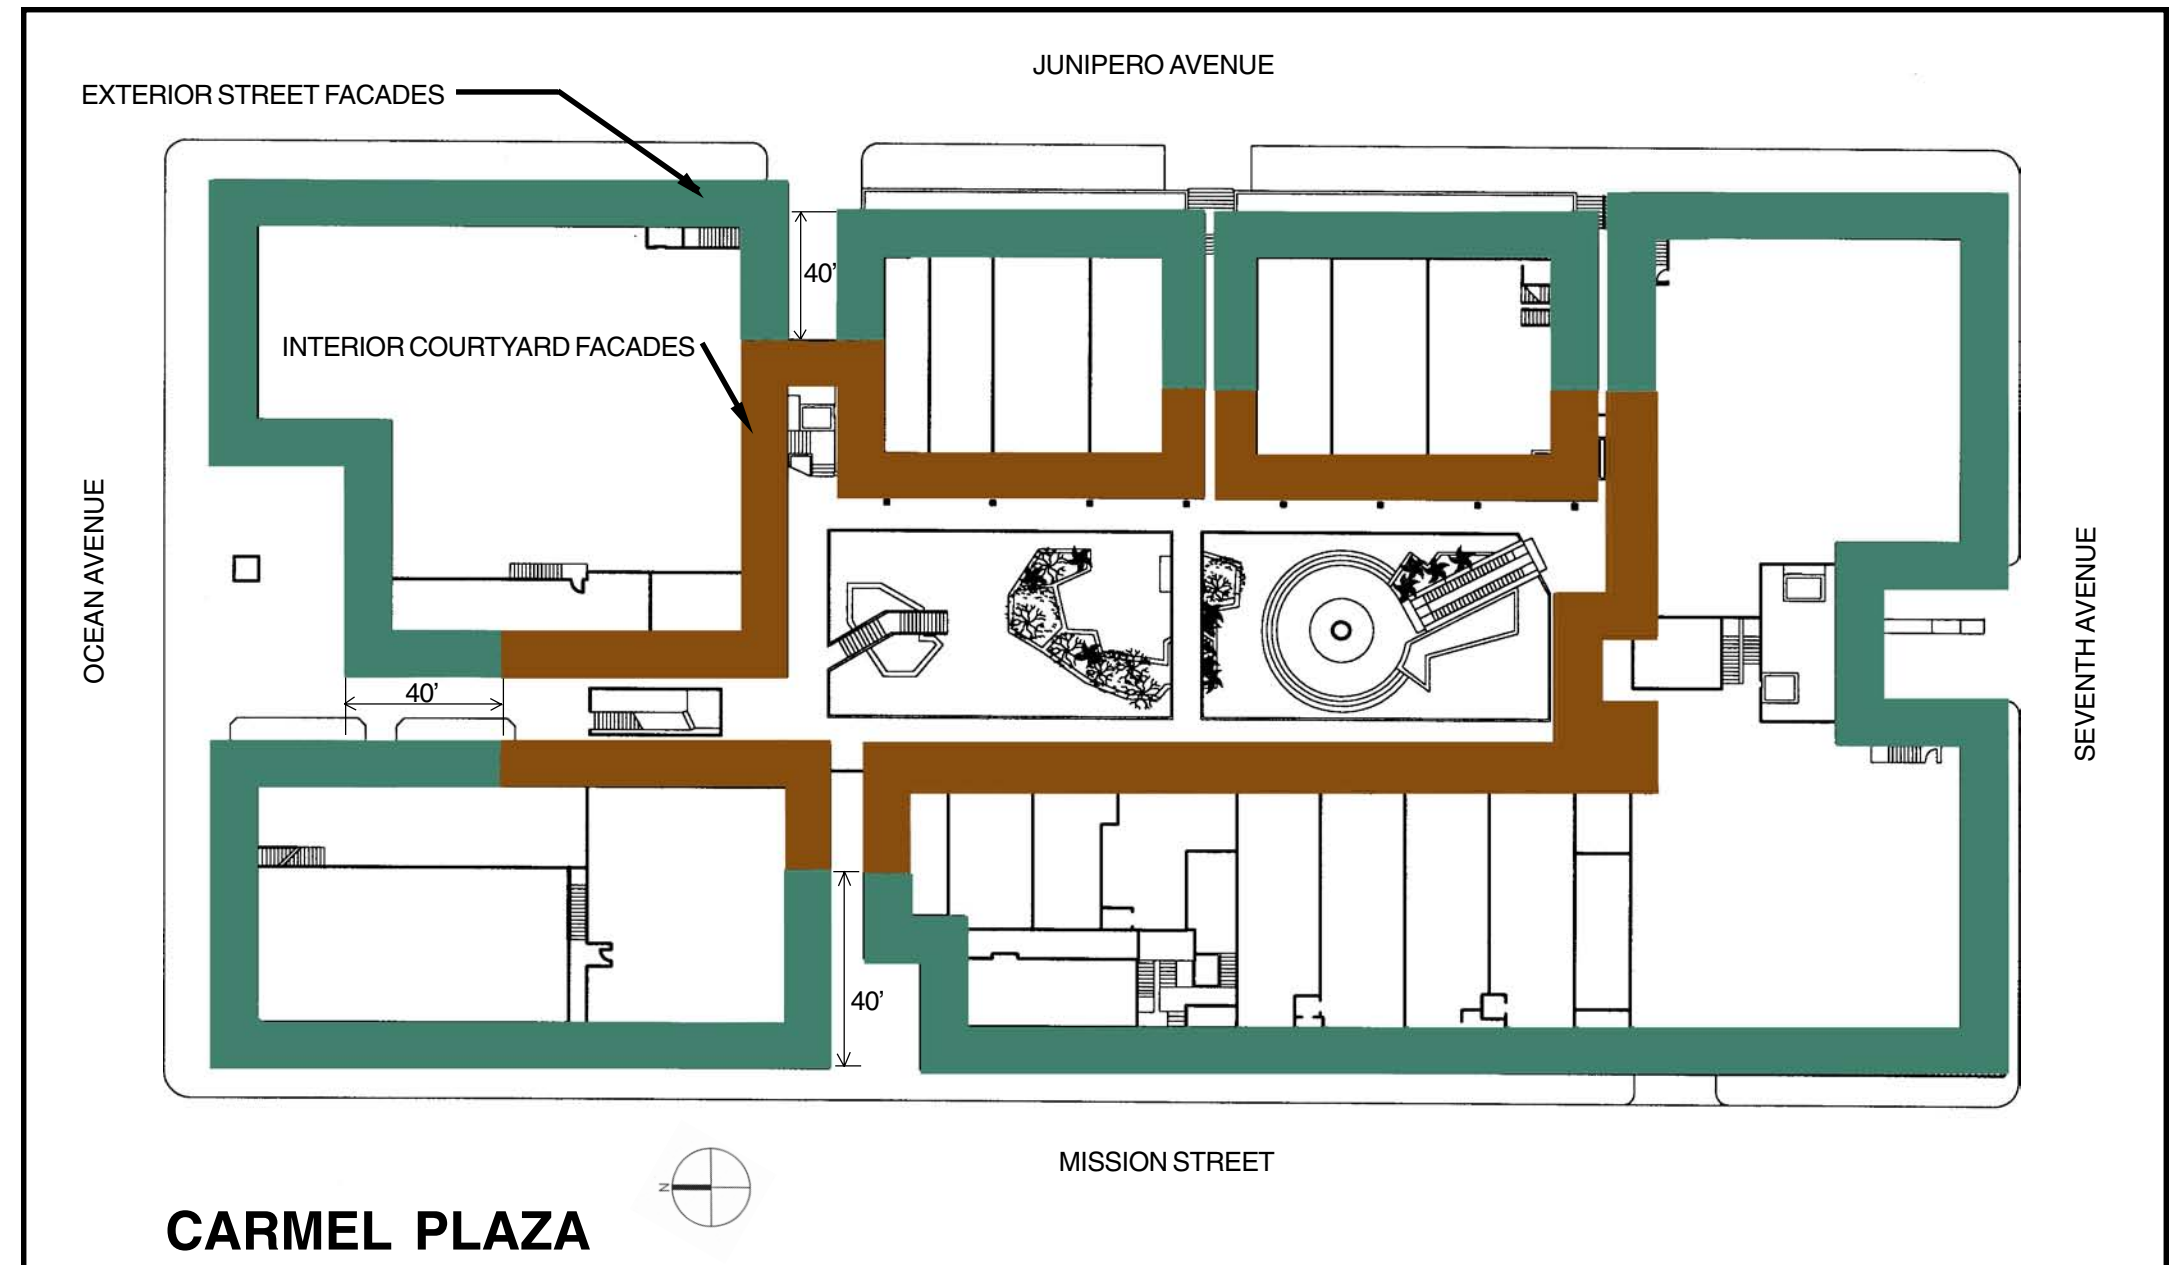 JUNIPERO AVENUE
EXTERIOR STREET FACADES
40'
INTERIOR COURTYARD FACADES
OCEAN AVENUE
SEVENTH AVENUE
40'
40'
MISSION STREET
N
CARMEL PLAZA